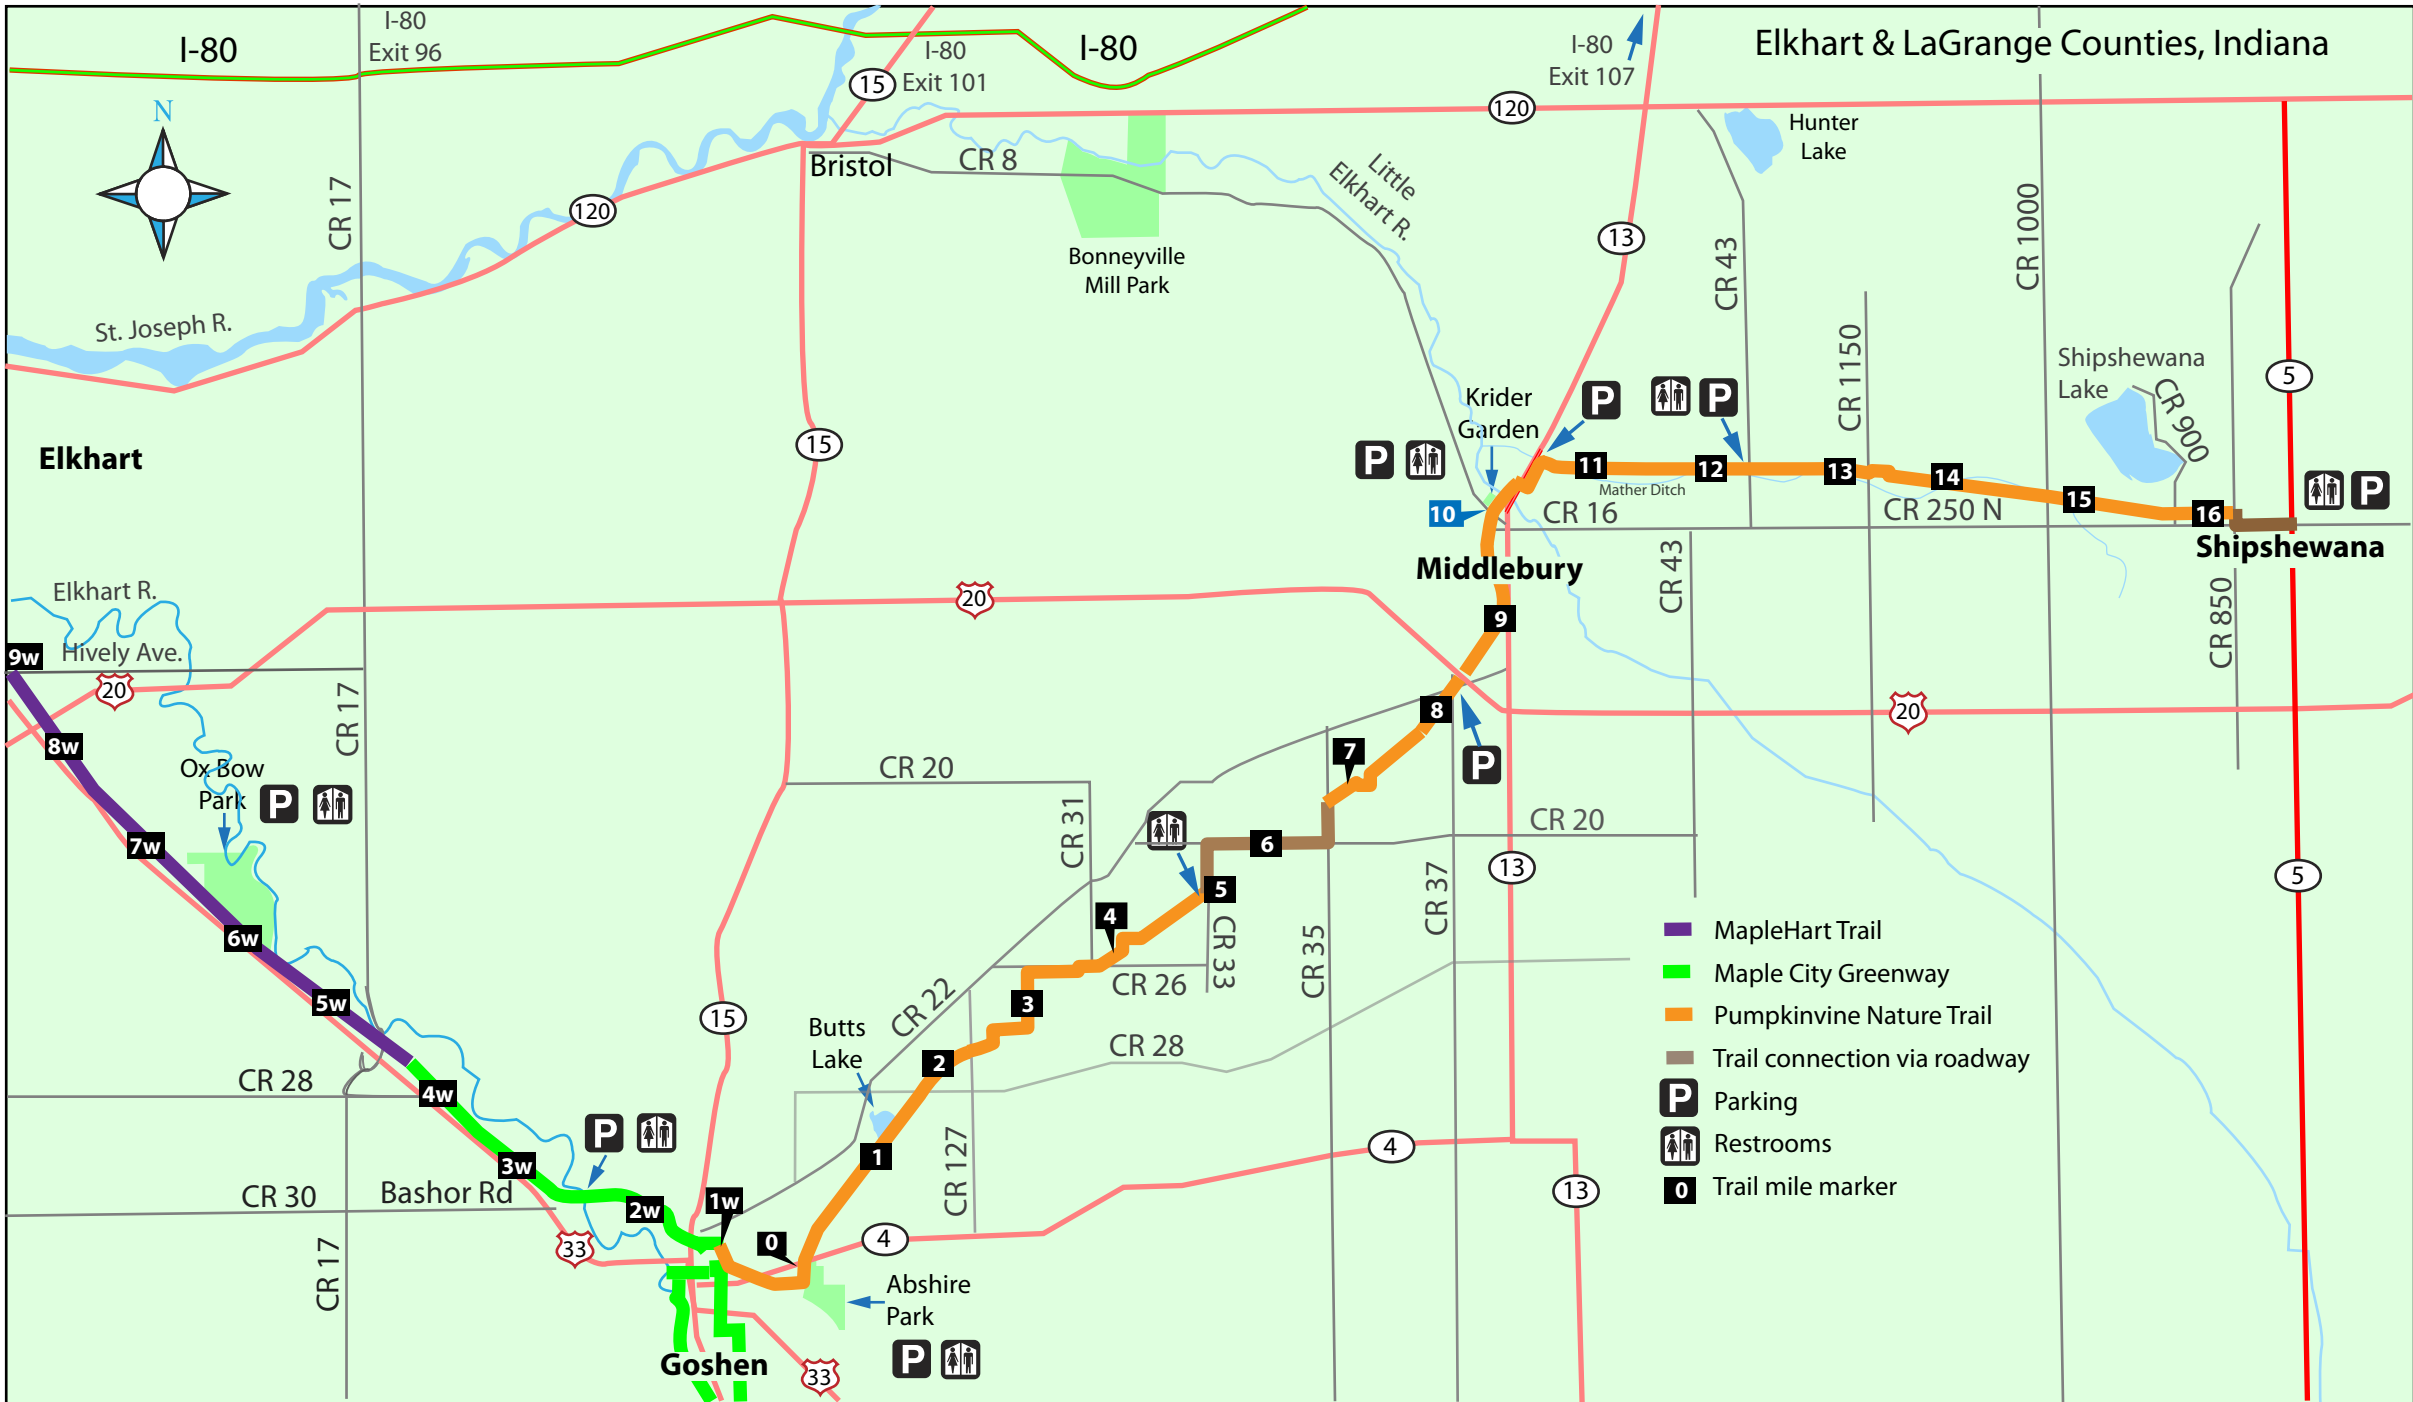 Elkhart & LaGrange Counties, Indiana
I-80
I-80
Exit 96
I-80
Exit 101
I-80
I-80
Exit 107
N
15
120
Hunter
Lake
Bristol
CR 8
Little
Elkhart R.
CR 17
120
Bonneyville
Mill Park
13
CR 43
CR 1000
St. Joseph R.
CR 1150
Shipshewana
Lake
CR 900
5
Elkhart
15
Krider
Garden
P
P
P
11
12
13
14
15
16
P
Mather Ditch
10
CR 16
CR 250 N
Shipshewana
Middlebury
CR 43
CR 850
Elkhart R.
20
9
9w
Hively Ave.
20
CR 17
8
20
8w
7
P
Ox Bow
Park
P
CR 20
CR 31
CR 20
7w
6
13
5
5
4
CR 33
CR 35
CR 37
6w
MapleHart Trail
Maple City Greenway
Pumpkinvine Nature Trail
Trail connection via roadway
P
Parking
Restrooms
0
Trail mile marker
5w
CR 26
3
CR 22
15
Butts
Lake
2
CR 28
CR 28
4w
P
1
CR 127
4
3w
CR 30
Bashor Rd
2w
1w
13
33
0
4
CR 17
Abshire
Park
P
Goshen
33